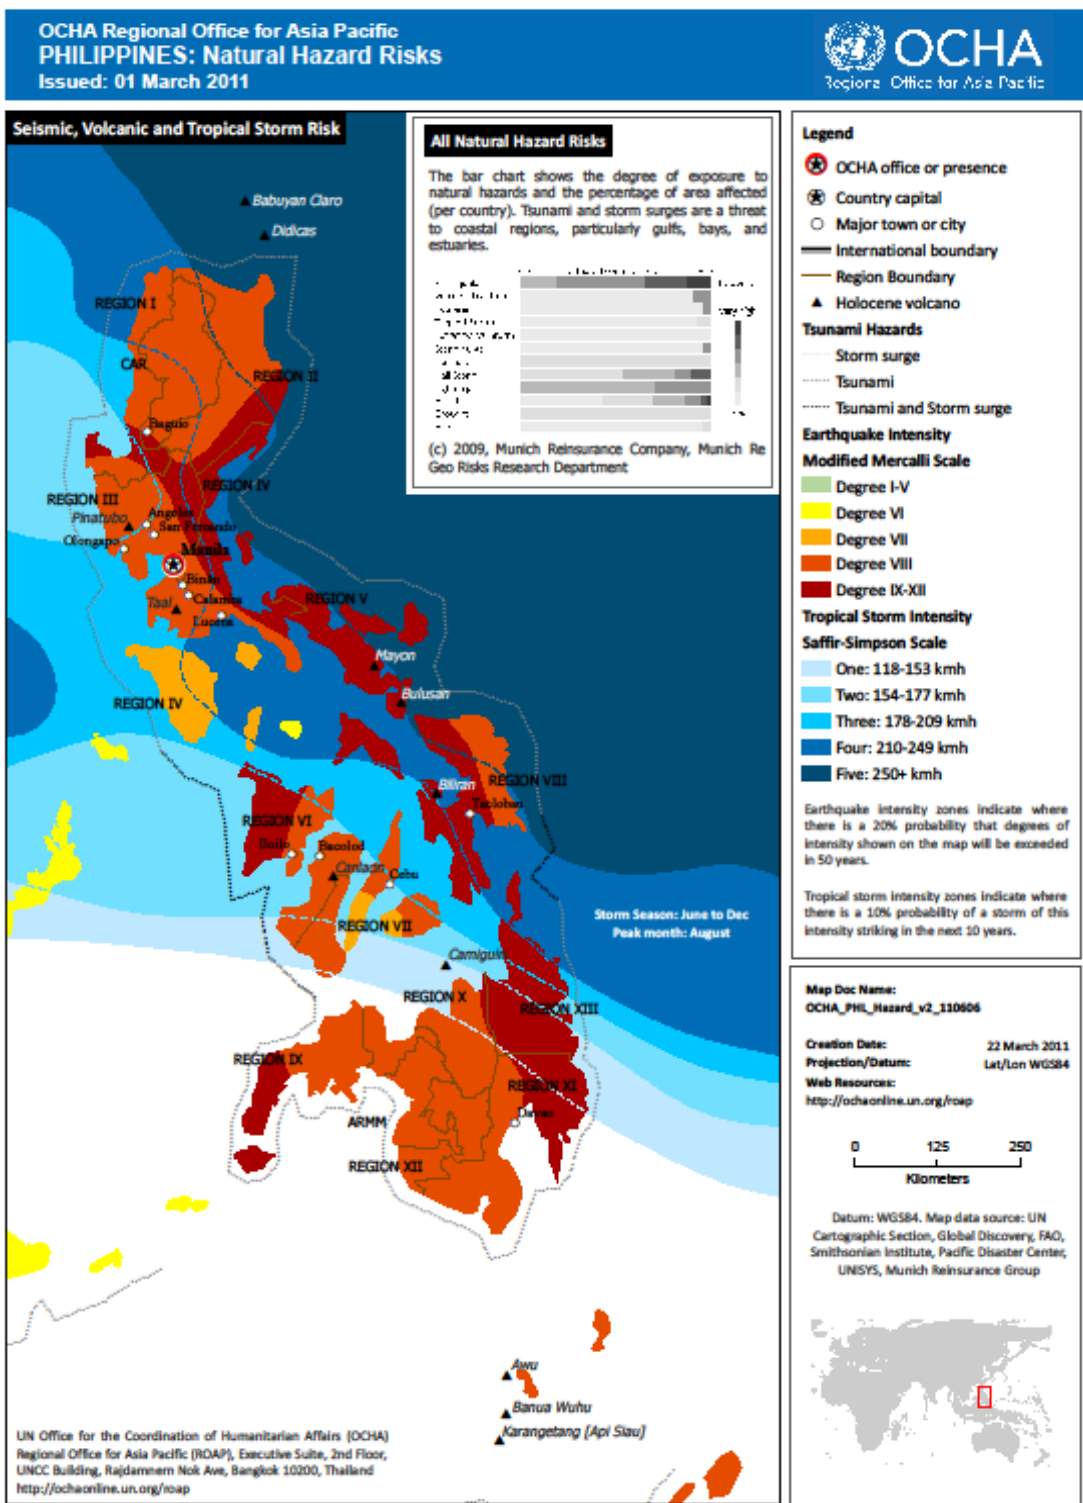 OCHA Regional Office for Asia Pacific
PHILIPPINES: Natural Hazard Risks
Issued: 01 March 2011
OCHA
Regional Office for Asia Pacific
Seismic, Volcanic and Tropical Storm Risk
All Natural Hazard Risks
The bar chart shows the degree of exposure to
natural hazards and the percentage of area affected
(per country). Tsunami and storm surges are a threat
to coastal regions, particularly gulfs, bays, and
estuaries.
(c) 2009, Munich Reinsurance Company, Munich Re
Geo Risks Research Department
Babuyan Claro
Didicas
REGION I
CAR
REGION II
Baguio
REGION IV
REGION III
Pinatubo
Angeles
San Fernando
Olongapo
Manila
Binan
Calamba
Taal
Lucena
REGION V
Mayon
Bulusan
REGION IV
REGION VIII
Biliran
Tacloban
REGION VI
Iloilo
Bacolod
Canlaon
Cebu
REGION VII
Storm Season: June to Dec
Peak month: August
Camiguin
REGION X
REGION XIII
REGION IX
REGION XI
Davao
ARMM
REGION XII
Awu
Banua Wuhu
Karangetang [Api Siau]
UN Office for the Coordination of Humanitarian Affairs (OCHA)
Regional Office for Asia Pacific (ROAP), Executive Suite, 2nd Floor,
UNCC Building, Rajdamnern Nok Ave, Bangkok 10200, Thailand
http://ochaonline.un.org/roap
Legend
OCHA office or presence
Country capital
Major town or city
International boundary
Region Boundary
Holocene volcano
Tsunami Hazards
Storm surge
Tsunami
Tsunami and Storm surge
Earthquake Intensity
Modified Mercalli Scale
Degree I-V
Degree VI
Degree VII
Degree VIII
Degree IX-XII
Tropical Storm Intensity
Saffir-Simpson Scale
One: 118-153 kmh
Two: 154-177 kmh
Three: 178-209 kmh
Four: 210-249 kmh
Five: 250+ kmh
Earthquake intensity zones indicate where
there is a 20% probability that degrees of
intensity shown on the map will be exceeded
in 50 years.
Tropical storm intensity zones indicate where
there is a 10% probability of a storm of this
intensity striking in the next 10 years.
Map Doc Name:
OCHA_PHL_Hazard_v2_110606
Creation Date: 22 March 2011
Projection/Datum: Lat/Lon WGS84
Web Resources:
http://ochaonline.un.org/roap
0 125 250
Kilometers
Datum: WGS84. Map data source: UN
Cartographic Section, Global Discovery, FAO,
Smithsonian Institute, Pacific Disaster Center,
UNISYS, Munich Reinsurance Group